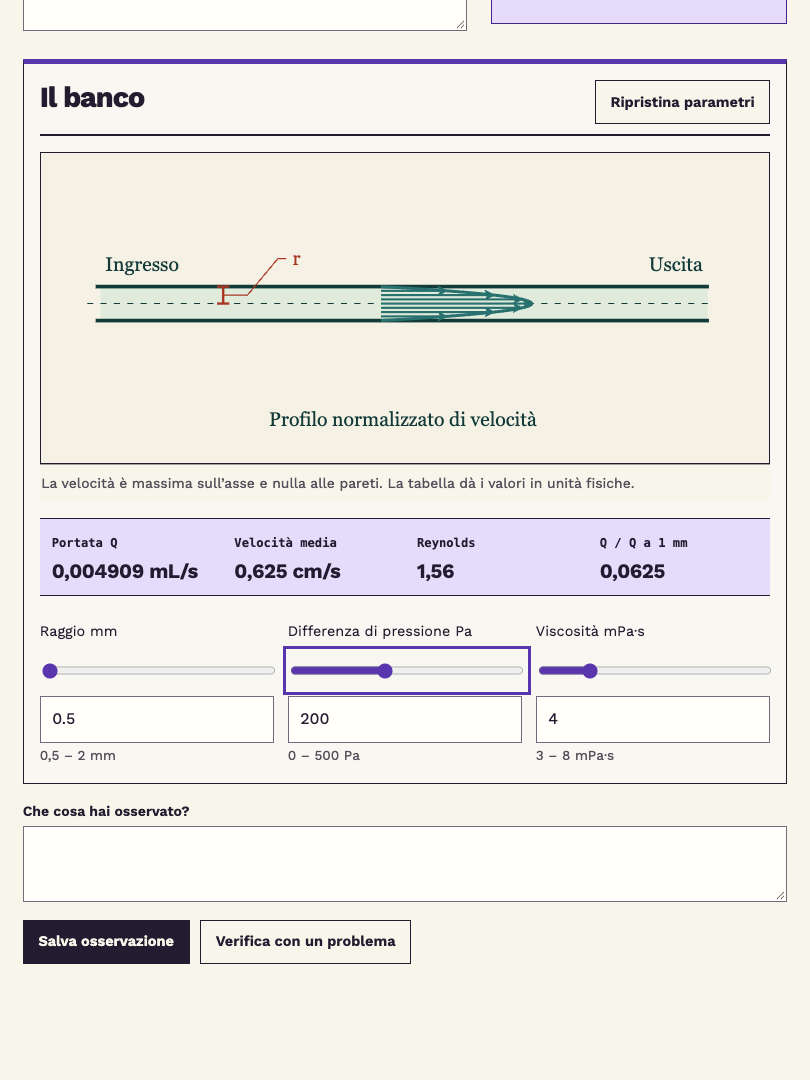 Il banco
Ripristina parametri
Ingresso
r
Uscita
Profilo normalizzato di velocità
La velocità è massima sull’asse e nulla alle pareti. La tabella dà i valori in unità fisiche.
Portata Q
Velocità media
Reynolds
Q / Q a 1 mm
0,004909 mL/s
0,625 cm/s
1,56
0,0625
Raggio mm
Differenza di pressione Pa
Viscosità mPa·s
0.5
200
4
0,5 – 2 mm
0 – 500 Pa
3 – 8 mPa·s
Che cosa hai osservato?
Salva osservazione
Verifica con un problema